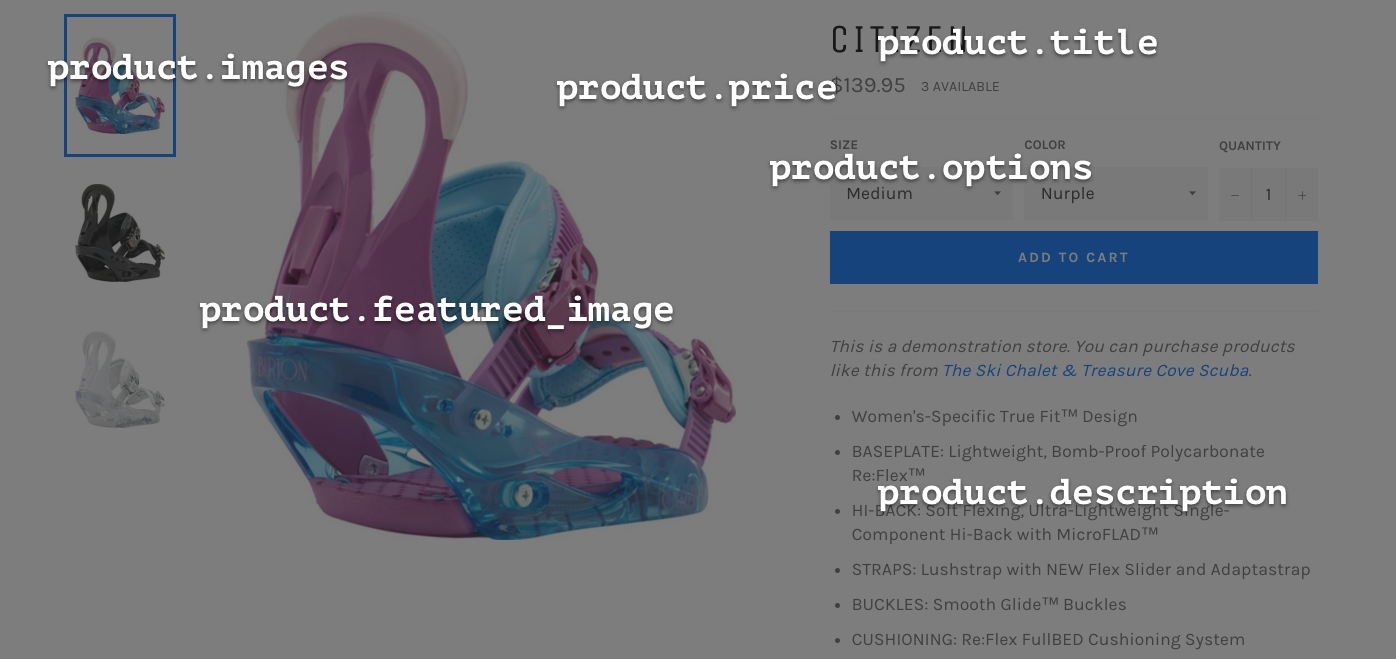 product.images
product.featured_image
BURTON
CITIZEN
product.title
product.price
$139.95 3 AVAILABLE
SIZE COLOR QUANTITY
product.options
Medium Nurple − 1 +
ADD TO CART
This is a demonstration store. You can purchase products
like this from The Ski Chalet & Treasure Cove Scuba.
• Women's-Specific True Fit™ Design
• BASEPLATE: Lightweight, Bomb-Proof Polycarbonate
Re:Flex™
product.description
• HI-BACK: Soft Flexing, Ultra-Lightweight Single-
Component Hi-Back with MicroFLAD™
• STRAPS: Lushstrap with NEW Flex Slider and Adaptastrap
• BUCKLES: Smooth Glide™ Buckles
• CUSHIONING: Re:Flex FullBED Cushioning System